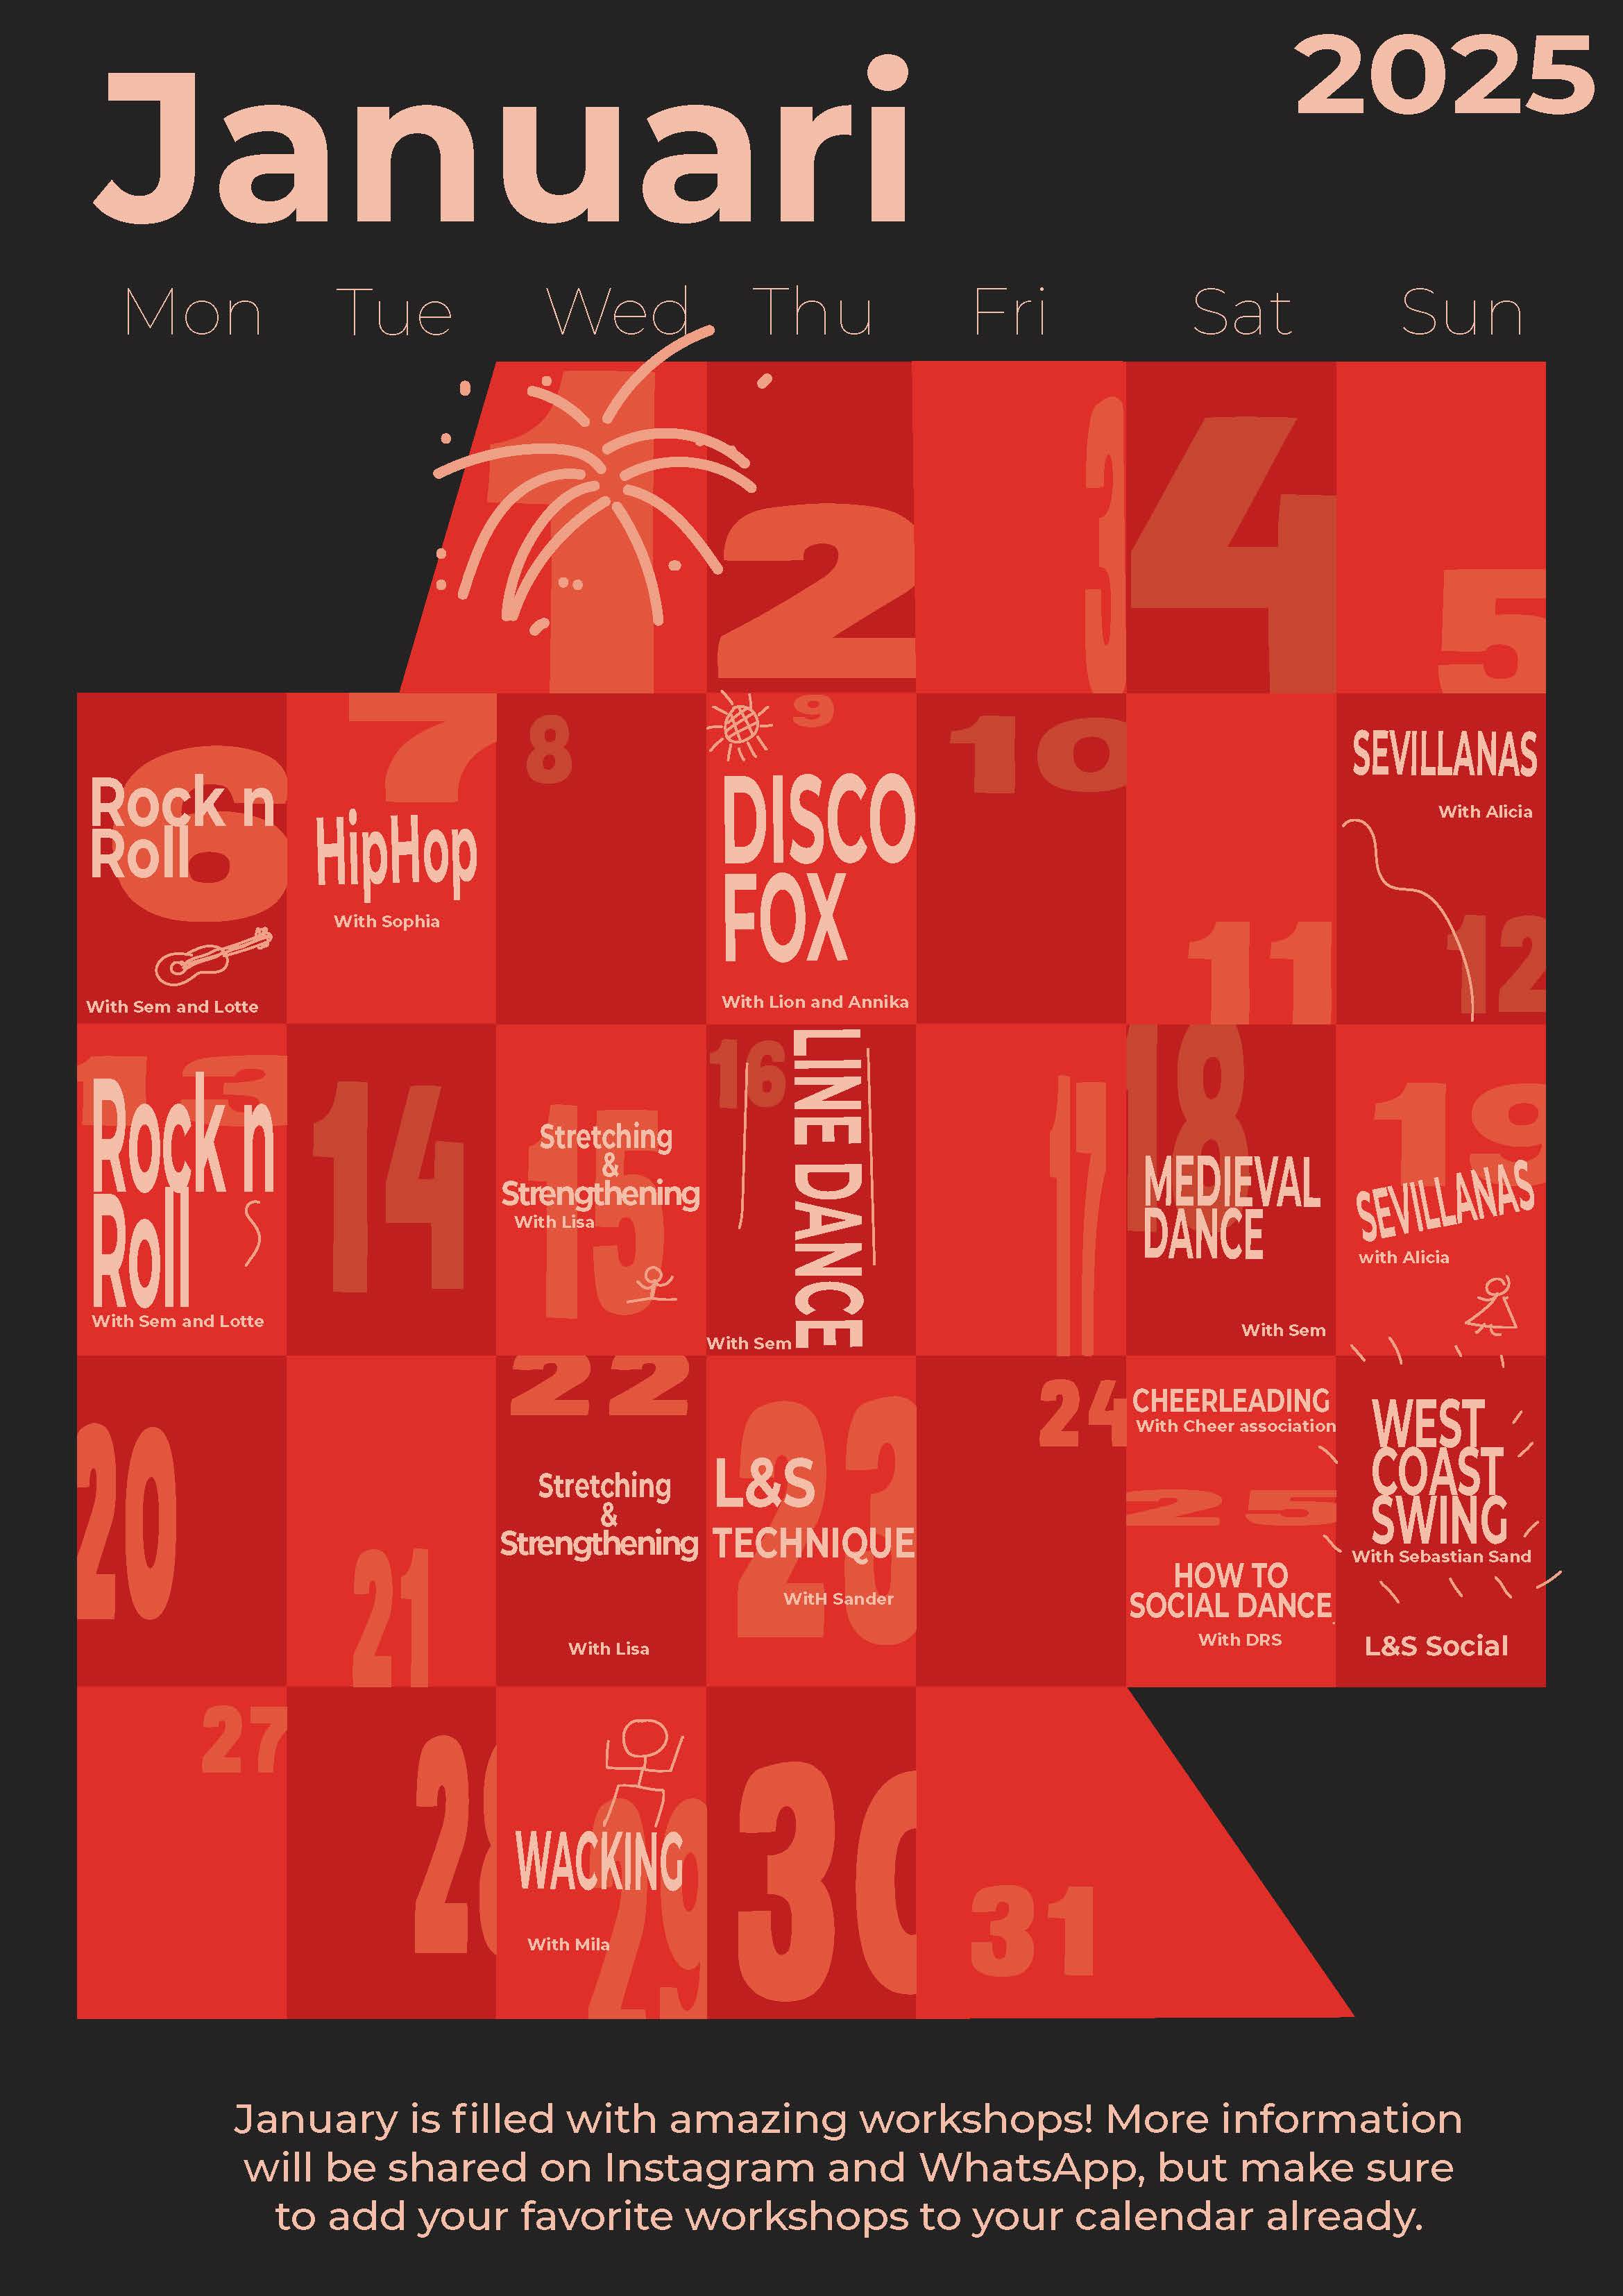 Januari
2025
Mon Tue Wed Thu Fri Sat Sun
1
2
3
4
5
6
Rock n
Roll
With Sem and Lotte
7
HipHop
With Sophia
8
9
DISCO
FOX
With Lion and Annika
10
11
SEVILLANAS
With Alicia
12
13
Rock n
Roll
With Sem and Lotte
14
15
Stretching
&
Strengthening
With Lisa
16
LINE DANCE
With Sem
17
18
MEDIEVAL
DANCE
With Sem
19
SEVILLANAS
with Alicia
20
21
22
Stretching
&
Strengthening
With Lisa
23
L&S
TECHNIQUE
WitH Sander
24
CHEERLEADING
With Cheer association
25
HOW TO
SOCIAL DANCE
With DRS
WEST
COAST
SWING
With Sebastian Sand
L&S Social
27
28
29
WACKING
With Mila
30
31
January is filled with amazing workshops! More information
will be shared on Instagram and WhatsApp, but make sure
to add your favorite workshops to your calendar already.